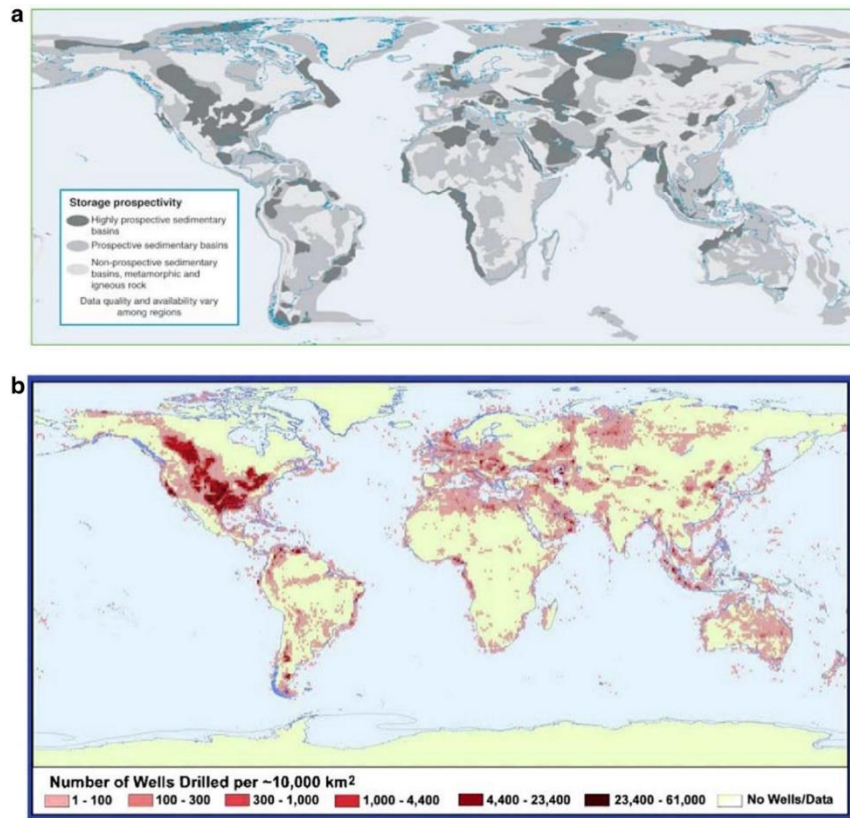 a
Storage prospectivity
Highly prospective sedimentary
basins
Prospective sedimentary basins
Non-prospective sedimentary
basins, metamorphic and
igneous rock
Data quality and availability vary
among regions
b
Number of Wells Drilled per ~10,000 km²
1 - 100 100 - 300 300 - 1,000 1,000 - 4,400 4,400 - 23,400 23,400 - 61,000 No Wells/Data